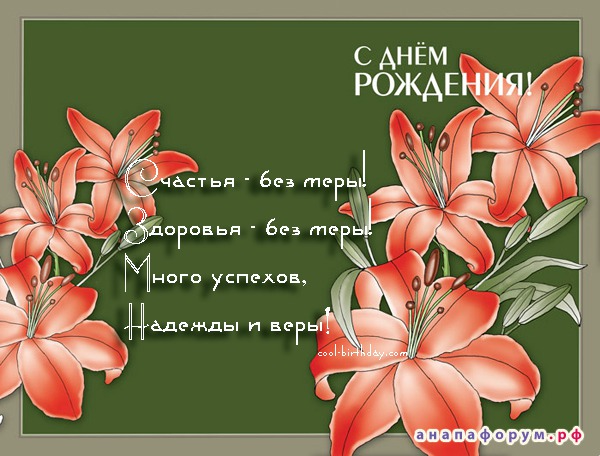 С ДНЁМ
РОЖДЕНИЯ!
Счастья - без меры!
Здоровья - без меры!
Много успехов,
Надежды и веры!
cool-birthday.com
анапафорум.рф